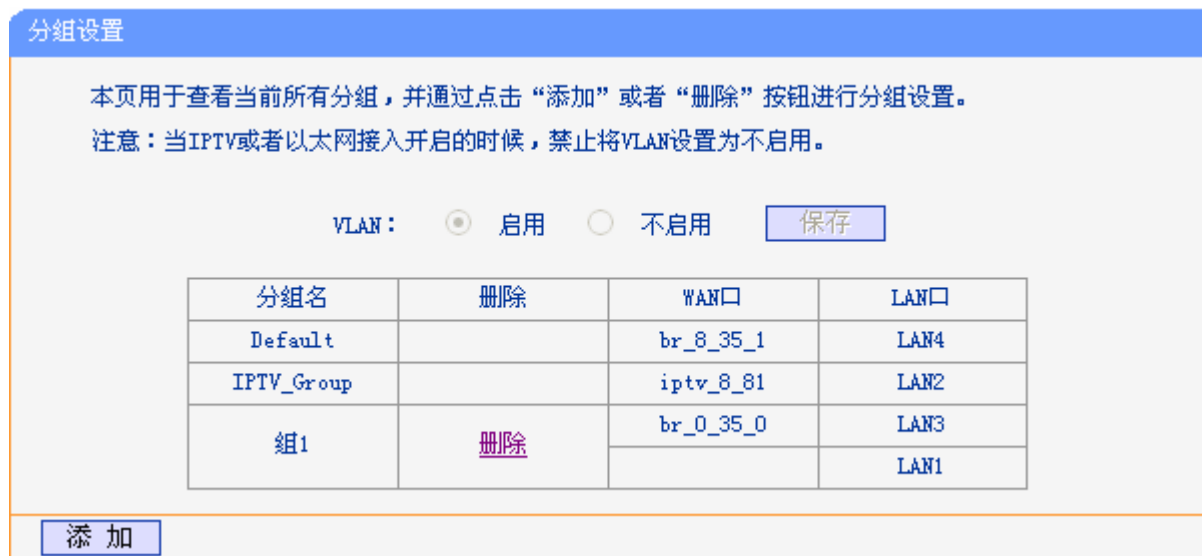 分组设置
本页用于查看当前所有分组，并通过点击“添加”或者“删除”按钮进行分组设置。
注意：当IPTV或者以太网接入开启的时候，禁止将VLAN设置为不启用。
VLAN： 启用 不启用 保存
分组名 删除 WAN口 LAN口
Default br_8_35_1 LAN4
IPTV_Group iptv_8_81 LAN2
组1 删除 br_0_35_0 LAN3
LAN1
添 加